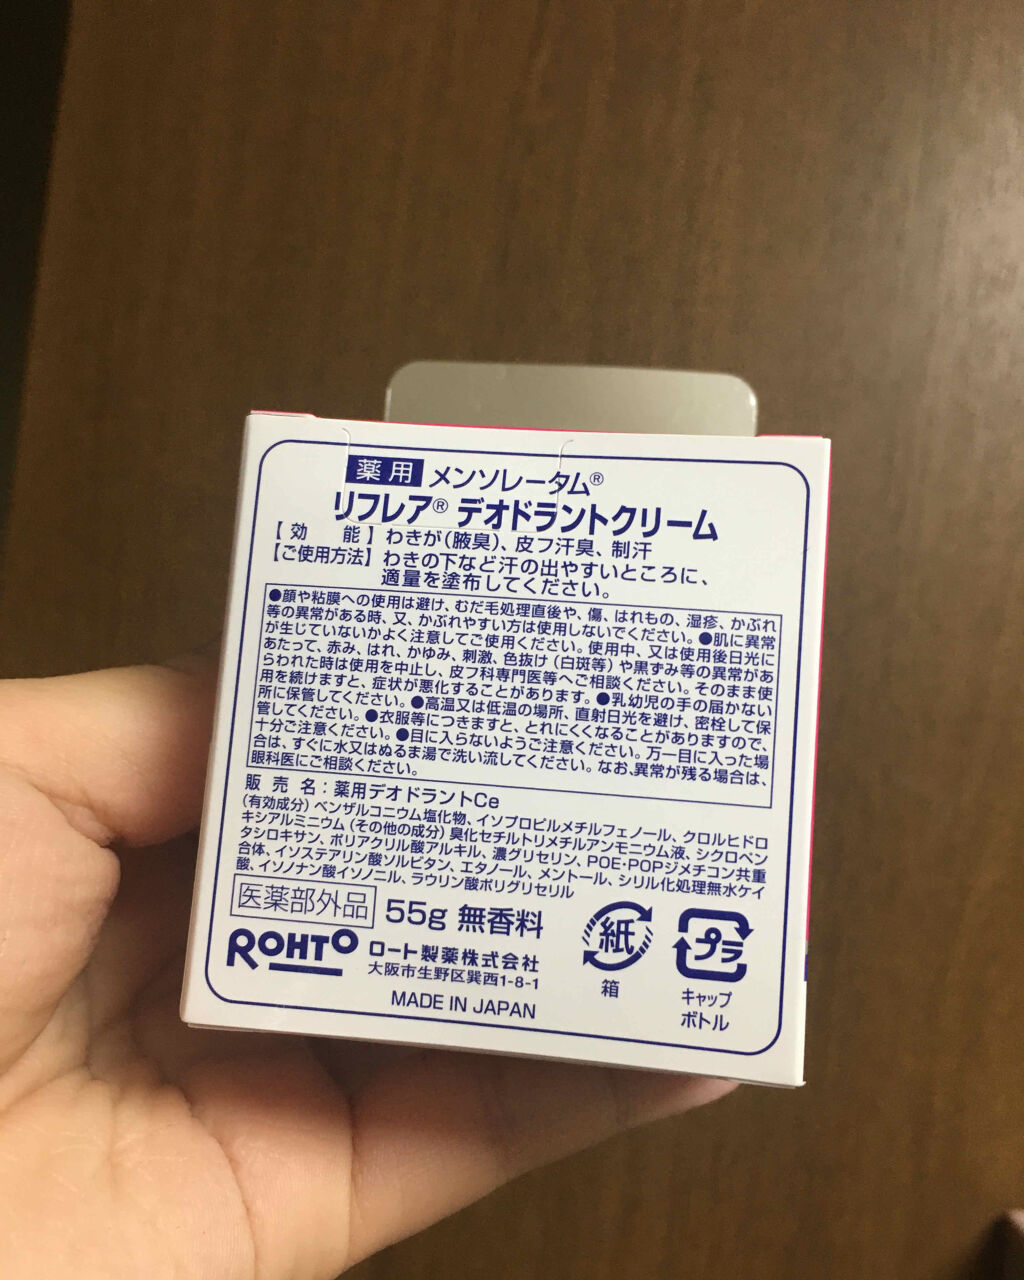 薬用 メンソレータム®
リフレア® デオドラントクリーム
【効 能】わきが(腋臭)、皮フ汗臭、制汗
【ご使用方法】わきの下など汗の出やすいところに、
適量を塗布してください。
●顔や粘膜への使用は避け、むだ毛処理直後や、傷、はれもの、湿疹、かぶれ
等の異常がある時、又、かぶれやすい方は使用しないでください。●肌に異常
が生じていないかよく注意してご使用ください。使用中、又は使用後日光に
あたって、赤み、はれ、かゆみ、刺激、色抜け(白斑等)や黒ずみ等の異常があ
らわれた時は使用を中止し、皮フ科専門医等へご相談ください。そのまま使
用を続けますと、症状が悪化することがあります。●乳幼児の手の届かない
所に保管してください。●高温又は低温の場所、直射日光を避け、密栓して保
管してください。●衣服等につきますと、とれにくくなることがありますので、
十分ご注意ください。●目に入らないようご注意ください。万一目に入った場
合は、すぐに水又はぬるま湯で洗い流してください。なお、異常が残る場合は、
眼科医にご相談ください。
販 売 名:薬用デオドラントCe
(有効成分)ベンザルコニウム塩化物、イソプロピルメチルフェノール、クロルヒドロ
キシアルミニウム(その他の成分)臭化セチルトリメチルアンモニウム液、シクロペン
タシロキサン、ポリアクリル酸アルキル、濃グリセリン、POE・POPジメチコン共重
合体、イソステアリン酸ソルビタン、エタノール、メントール、シリル化処理無水ケイ
酸、イソノナン酸イソノニル、ラウリン酸ポリグリセリル
医薬部外品 55g 無香料
ROHTO ロート製薬株式会社
大阪市生野区巽西1-8-1
MADE IN JAPAN
紙
箱
プラ
キャップ
ボトル